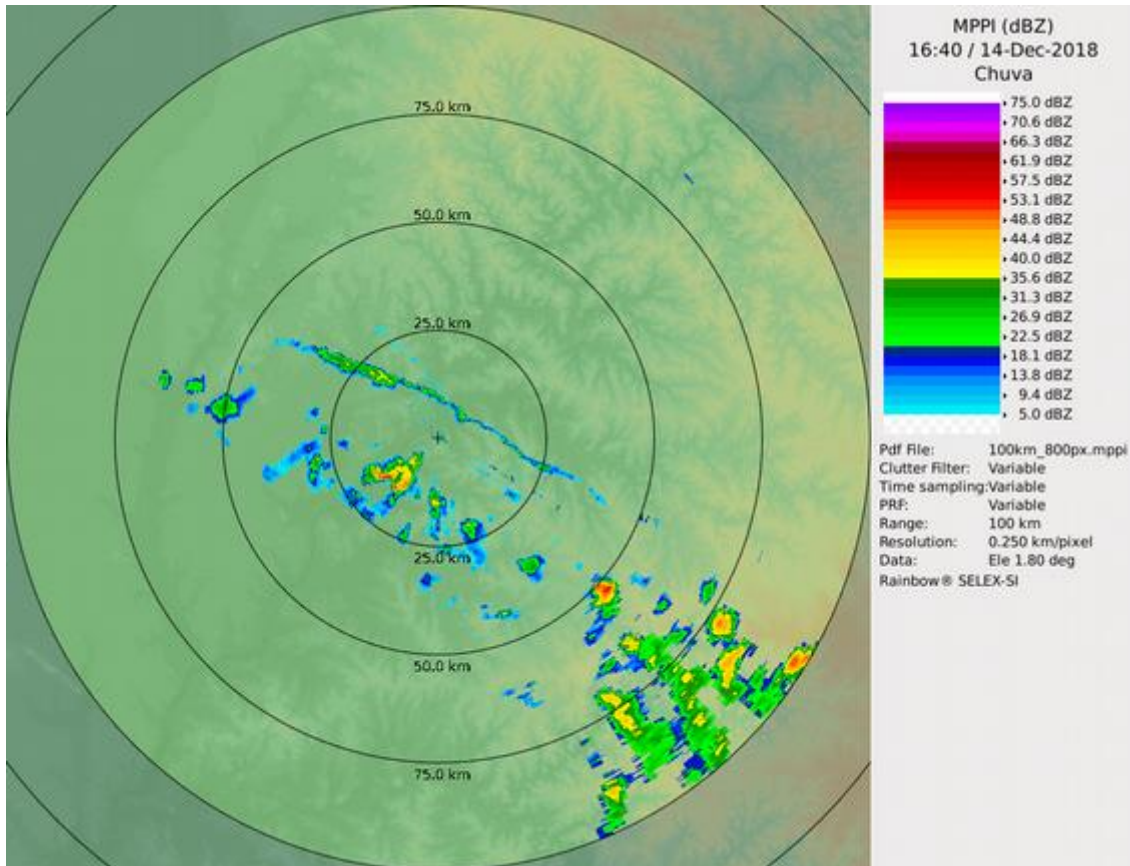 MPPI (dBZ)
16:40 / 14-Dec-2018
Chuva
75.0 dBZ
70.6 dBZ
66.3 dBZ
61.9 dBZ
57.5 dBZ
53.1 dBZ
48.8 dBZ
44.4 dBZ
40.0 dBZ
35.6 dBZ
31.3 dBZ
26.9 dBZ
22.5 dBZ
18.1 dBZ
13.8 dBZ
9.4 dBZ
5.0 dBZ
Pdf File: 100km_800px.mppi
Clutter Filter: Variable
Time sampling:Variable
PRF: Variable
Range: 100 km
Resolution: 0.250 km/pixel
Data: Ele 1.80 deg
Rainbow® SELEX-SI
75.0 km
50.0 km
25.0 km
25.0 km
50.0 km
75.0 km